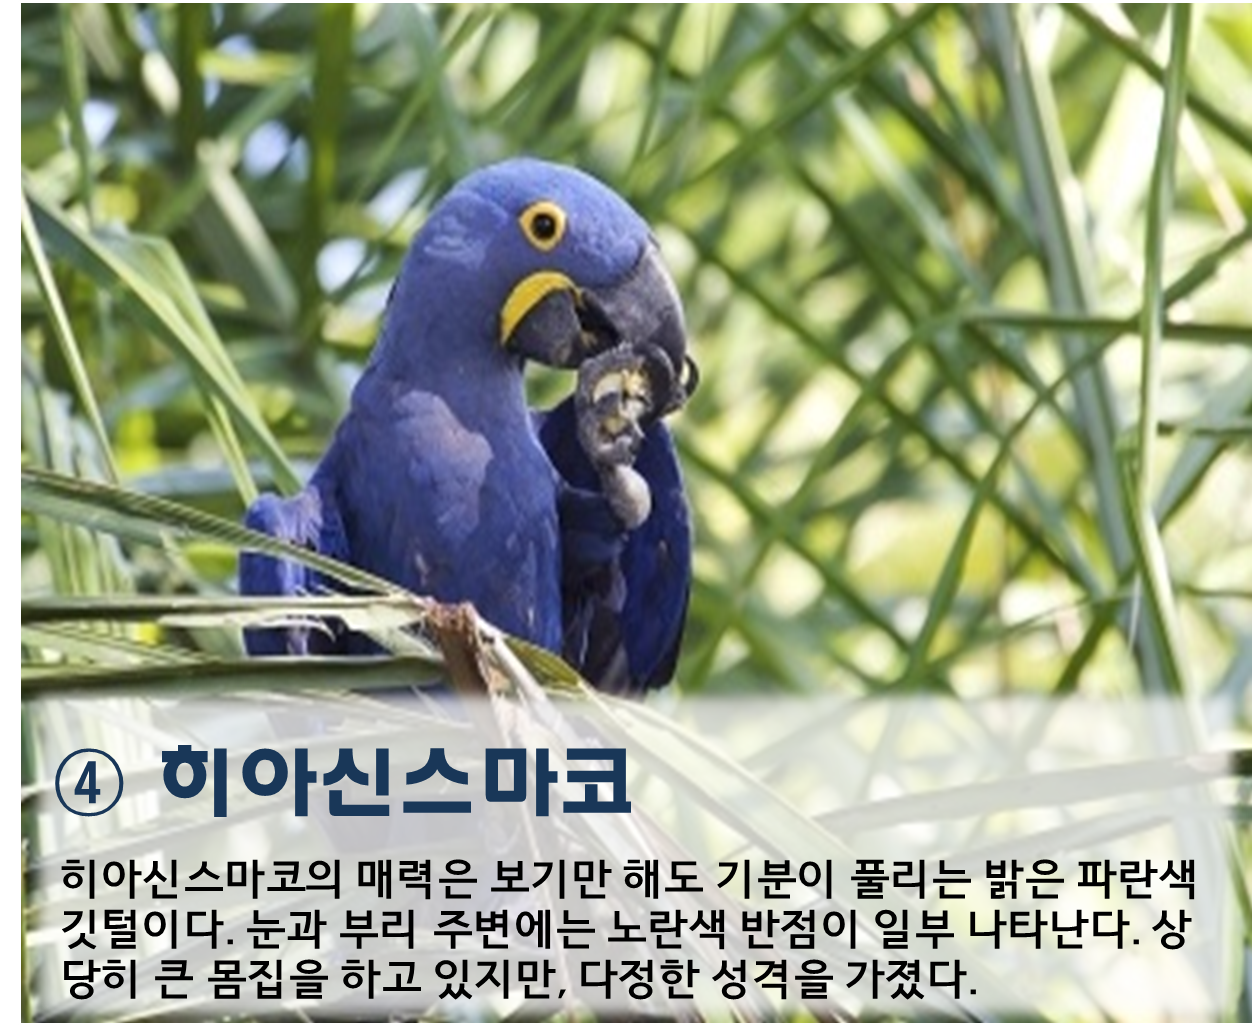 ④ 히아신스마코
히아신스마코의 매력은 보기만 해도 기분이 풀리는 밝은 파란색
깃털이다. 눈과 부리 주변에는 노란색 반점이 일부 나타난다. 상
당히 큰 몸집을 하고 있지만, 다정한 성격을 가졌다.